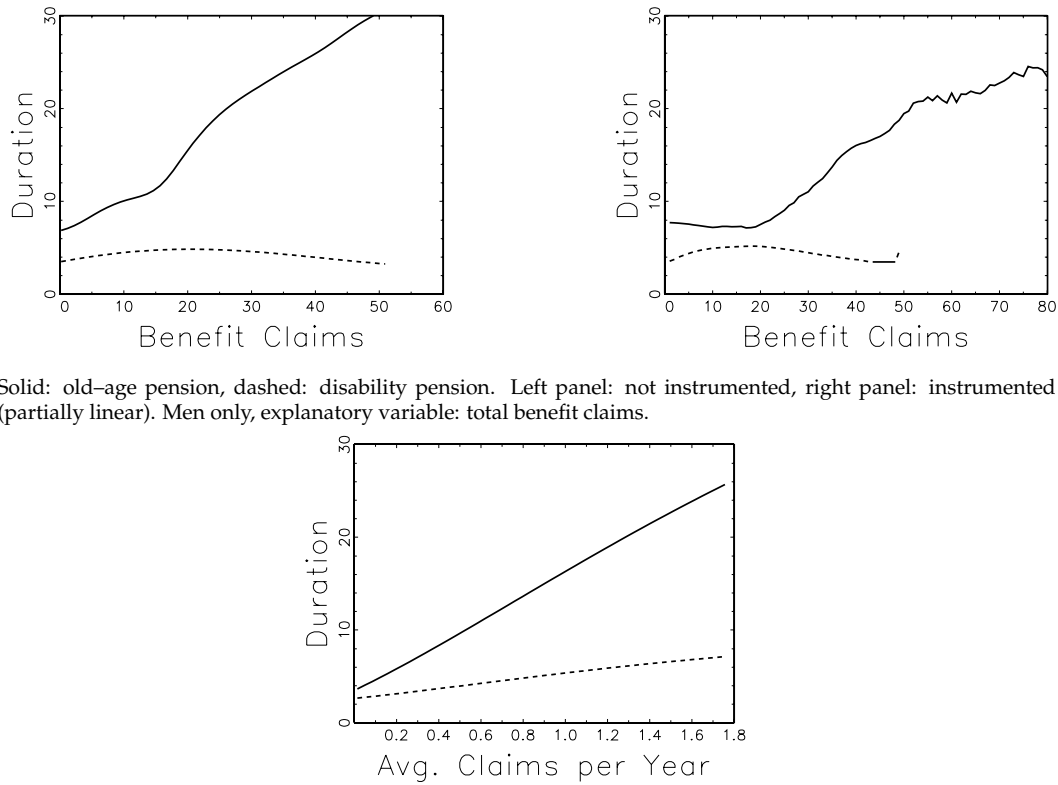 30
20
10
0
Duration
0 10 20 30 40 50 60
Benefit Claims
30
20
10
0
Duration
0 10 20 30 40 50 60 70 80
Benefit Claims
Solid: old–age pension, dashed: disability pension. Left panel: not instrumented, right panel: instrumented
(partially linear). Men only, explanatory variable: total benefit claims.
30
20
10
0
Duration
0.2 0.4 0.6 0.8 1.0 1.2 1.4 1.6 1.8
Avg. Claims per Year